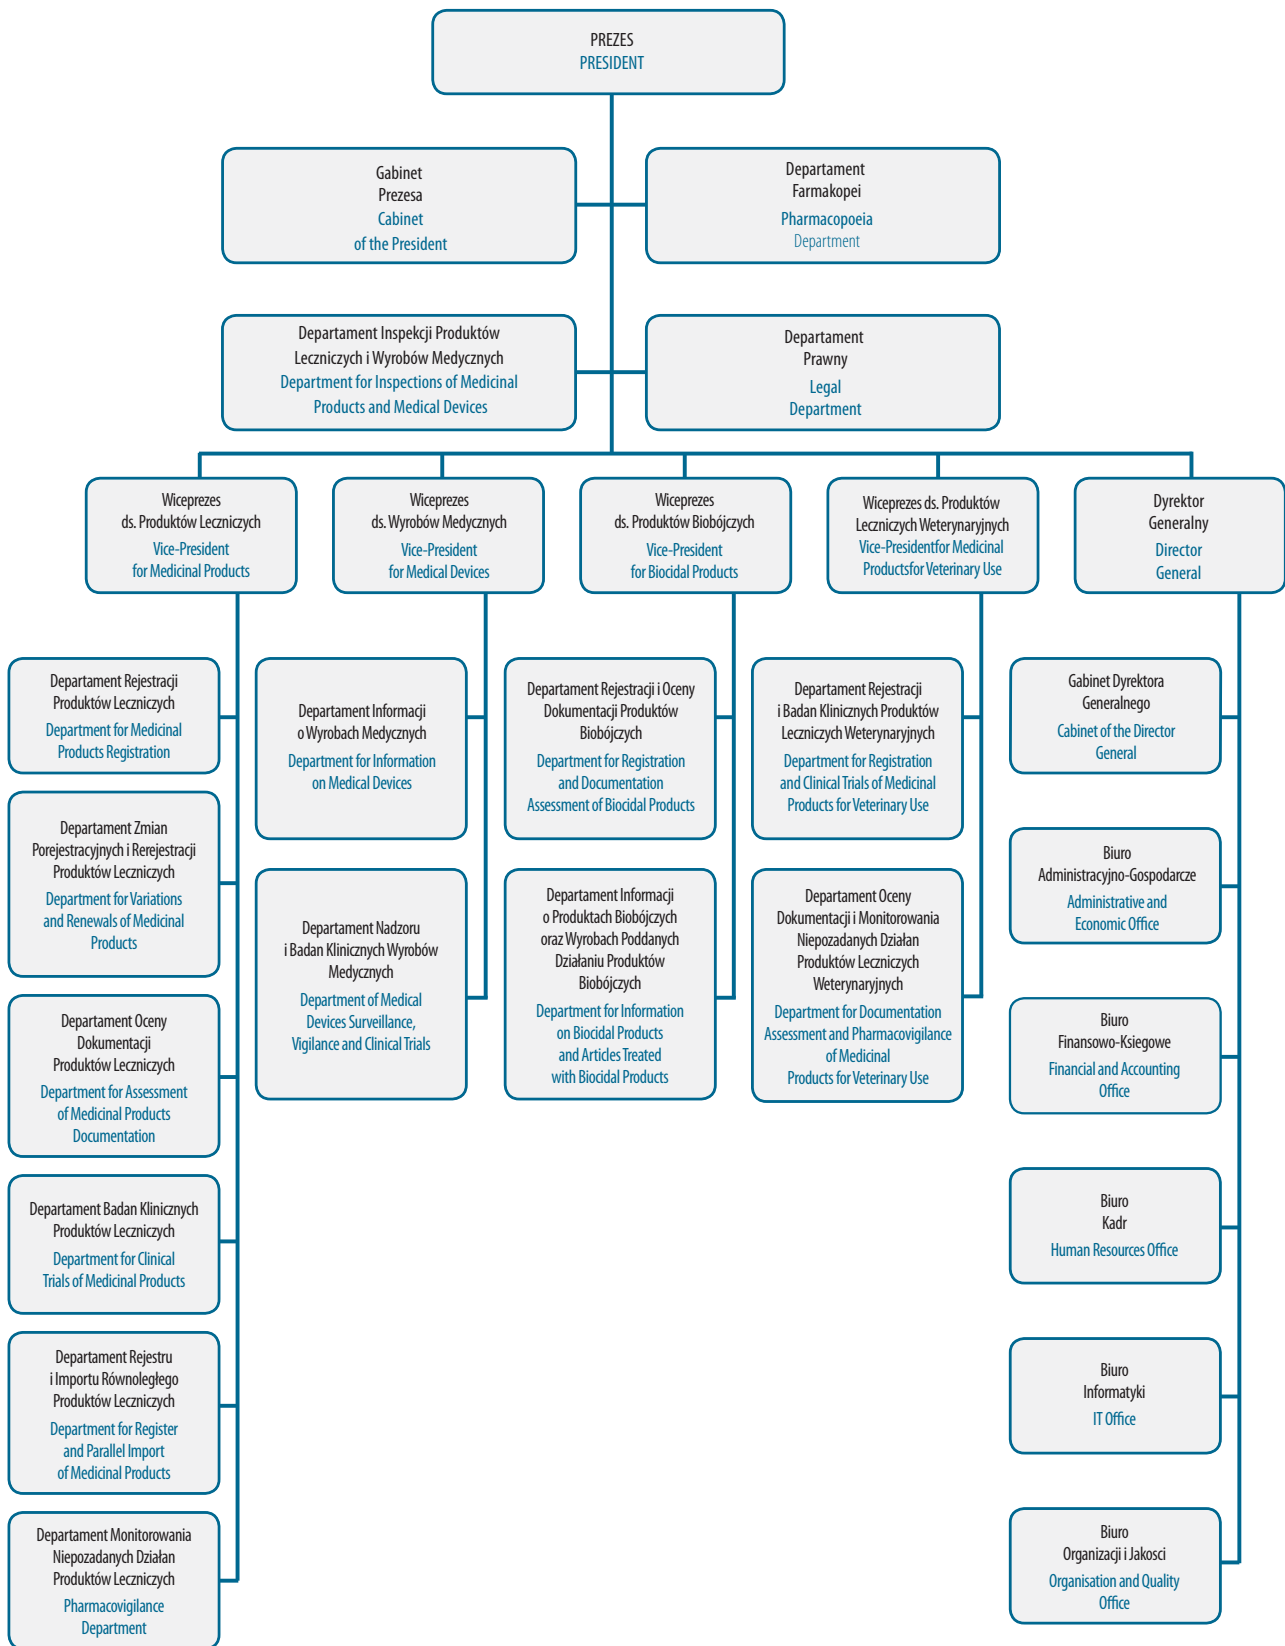 PREZES
PRESIDENT
Gabinet
Prezesa
Cabinet
of the President
Departament
Farmakopei
Pharmacopoeia
Department
Departament Inspekcji Produktów
Leczniczych i Wyrobów Medycznych
Department for Inspections of Medicinal
Products and Medical Devices
Departament
Prawny
Legal
Department
Wiceprezes
ds. Produktów Leczniczych
Vice-President
for Medicinal Products
Wiceprezes
ds. Wyrobów Medycznych
Vice-President
for Medical Devices
Wiceprezes
ds. Produktów Biobójczych
Vice-President
for Biocidal Products
Wiceprezes ds. Produktów
Leczniczych Weterynaryjnych
Vice-Presidentfor Medicinal
Productsfor Veterinary Use
Dyrektor
Generalny
Director
General
Departament Rejestracji
Produktów Leczniczych
Department for Medicinal
Products Registration
Departament Zmian
Porejestracyjnych i Rerejestracji
Produktów Leczniczych
Department for Variations
and Renewals of Medicinal
Products
Departament Oceny
Dokumentacji
Produktów Leczniczych
Department for Assessment
of Medicinal Products
Documentation
Departament Badan Klinicznych
Produktów Leczniczych
Department for Clinical
Trials of Medicinal Products
Departament Rejestru
i Importu Równoległego
Produktów Leczniczych
Department for Register
and Parallel Import
of Medicinal Products
Departament Monitorowania
Niepozadanych Działan
Produktów Leczniczych
Pharmacovigilance
Department
Departament Informacji
o Wyrobach Medycznych
Department for Information
on Medical Devices
Departament Nadzoru
i Badan Klinicznych Wyrobów
Medycznych
Department of Medical
Devices Surveillance,
Vigilance and Clinical Trials
Departament Rejestracji i Oceny
Dokumentacji Produktów
Biobójczych
Department for Registration
and Documentation
Assessment of Biocidal Products
Departament Informacji
o Produktach Biobójczych
oraz Wyrobach Poddanych
Działaniu Produktów
Biobójczych
Department for Information
on Biocidal Products
and Articles Treated
with Biocidal Products
Departament Rejestracji
i Badan Klinicznych Produktów
Leczniczych Weterynaryjnych
Department for Registration
and Clinical Trials of Medicinal
Products for Veterinary Use
Departament Oceny
Dokumentacji i Monitorowania
Niepozadanych Działan
Produktów Leczniczych
Weterynaryjnych
Department for Documentation
Assessment and Pharmacovigilance
of Medicinal
Products for Veterinary Use
Gabinet Dyrektora
Generalnego
Cabinet of the Director
General
Biuro
Administracyjno-Gospodarcze
Administrative and
Economic Office
Biuro
Finansowo-Ksiegowe
Financial and Accounting
Office
Biuro
Kadr
Human Resources Office
Biuro
Informatyki
IT Office
Biuro
Organizacji i Jakosci
Organisation and Quality
Office